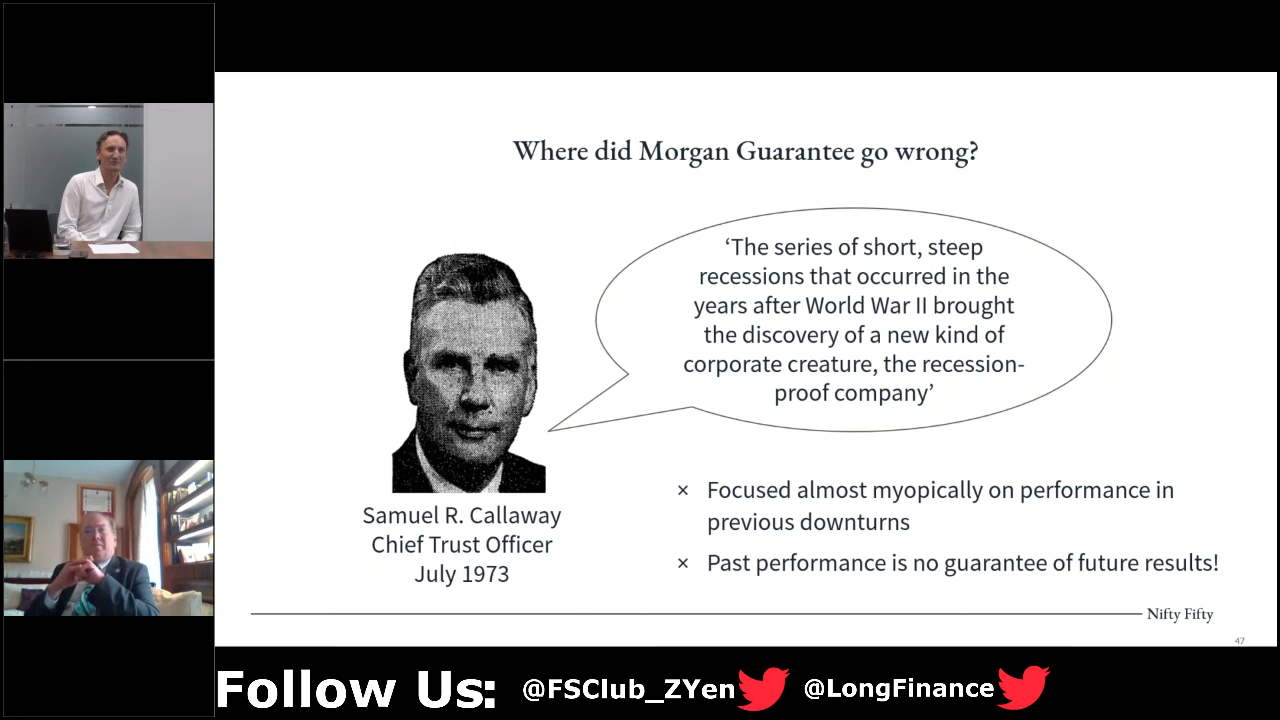 Where did Morgan Guarantee go wrong?
‘The series of short, steep
recessions that occurred in the
years after World War II brought
the discovery of a new kind of
corporate creature, the recession-
proof company’
Samuel R. Callaway
Chief Trust Officer
July 1973
× Focused almost myopically on performance in
previous downturns
× Past performance is no guarantee of future results!
Nifty Fifty
47
Follow Us: @FSClub_ZYen @LongFinance